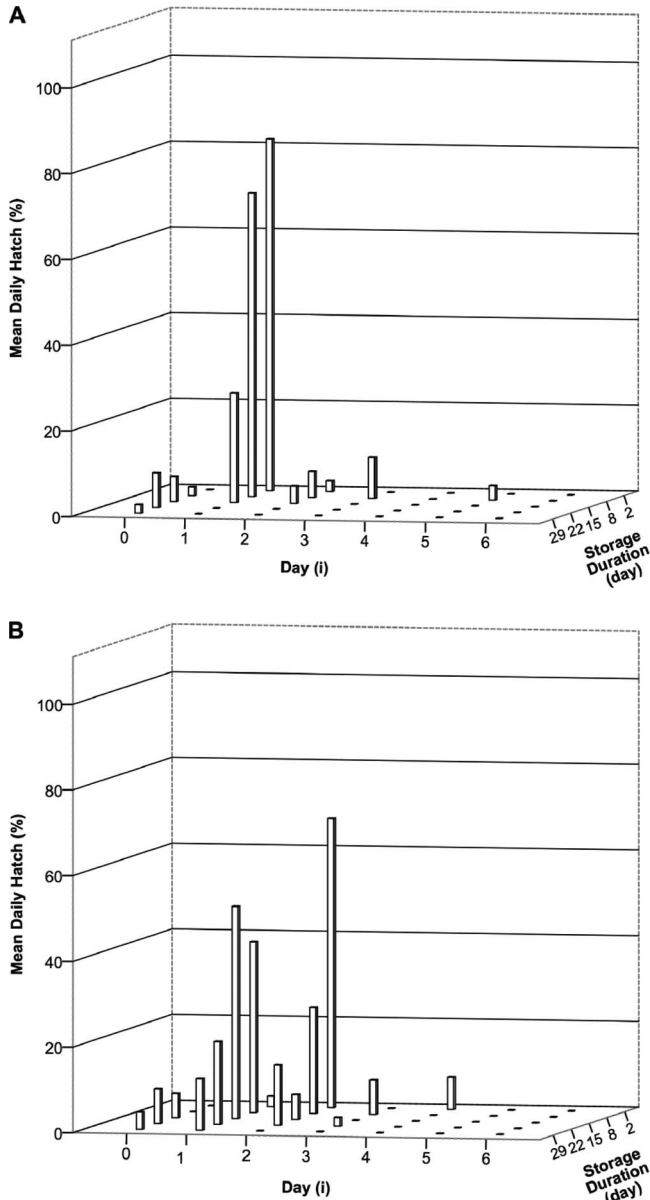 A
100
80
60
40
20
0
Mean Daily Hatch (%)
0 1 2 3 4 5 6
Day (i)
29 22 15 8 2
Storage
Duration
(day)
B
100
80
60
40
20
0
Mean Daily Hatch (%)
0 1 2 3 4 5 6
Day (i)
29 22 15 8 2
Storage
Duration
(day)